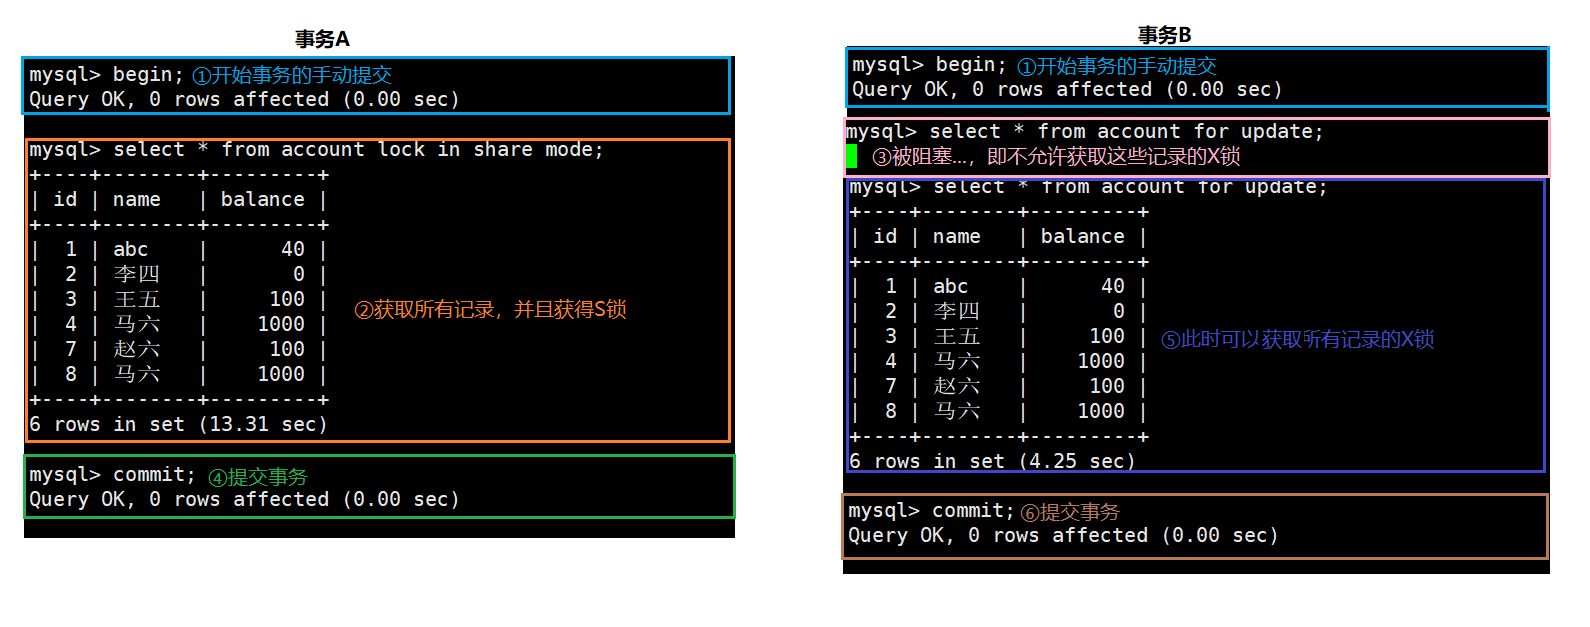 事务A
mysql> begin; ①开始事务的手动提交
Query OK, 0 rows affected (0.00 sec)
mysql> select * from account lock in share mode;
+----+--------+---------+
| id | name   | balance |
+----+--------+---------+
|  1 | abc    |      40 |
|  2 | 李四   |       0 |
|  3 | 王五   |     100 |
|  4 | 马六   |    1000 |
|  7 | 赵六   |     100 |
|  8 | 马六   |    1000 |
+----+--------+---------+
②获取所有记录，并且获得S锁
6 rows in set (13.31 sec)
mysql> commit; ④提交事务
Query OK, 0 rows affected (0.00 sec)
事务B
mysql> begin; ①开始事务的手动提交
Query OK, 0 rows affected (0.00 sec)
mysql> select * from account for update;
③被阻塞...，即不允许获取这些记录的X锁
mysql> select * from account for update;
+----+--------+---------+
| id | name   | balance |
+----+--------+---------+
|  1 | abc    |      40 |
|  2 | 李四   |       0 |
|  3 | 王五   |     100 |
|  4 | 马六   |    1000 |
|  7 | 赵六   |     100 |
|  8 | 马六   |    1000 |
+----+--------+---------+
⑤此时可以获取所有记录的X锁
6 rows in set (4.25 sec)
mysql> commit; ⑥提交事务
Query OK, 0 rows affected (0.00 sec)